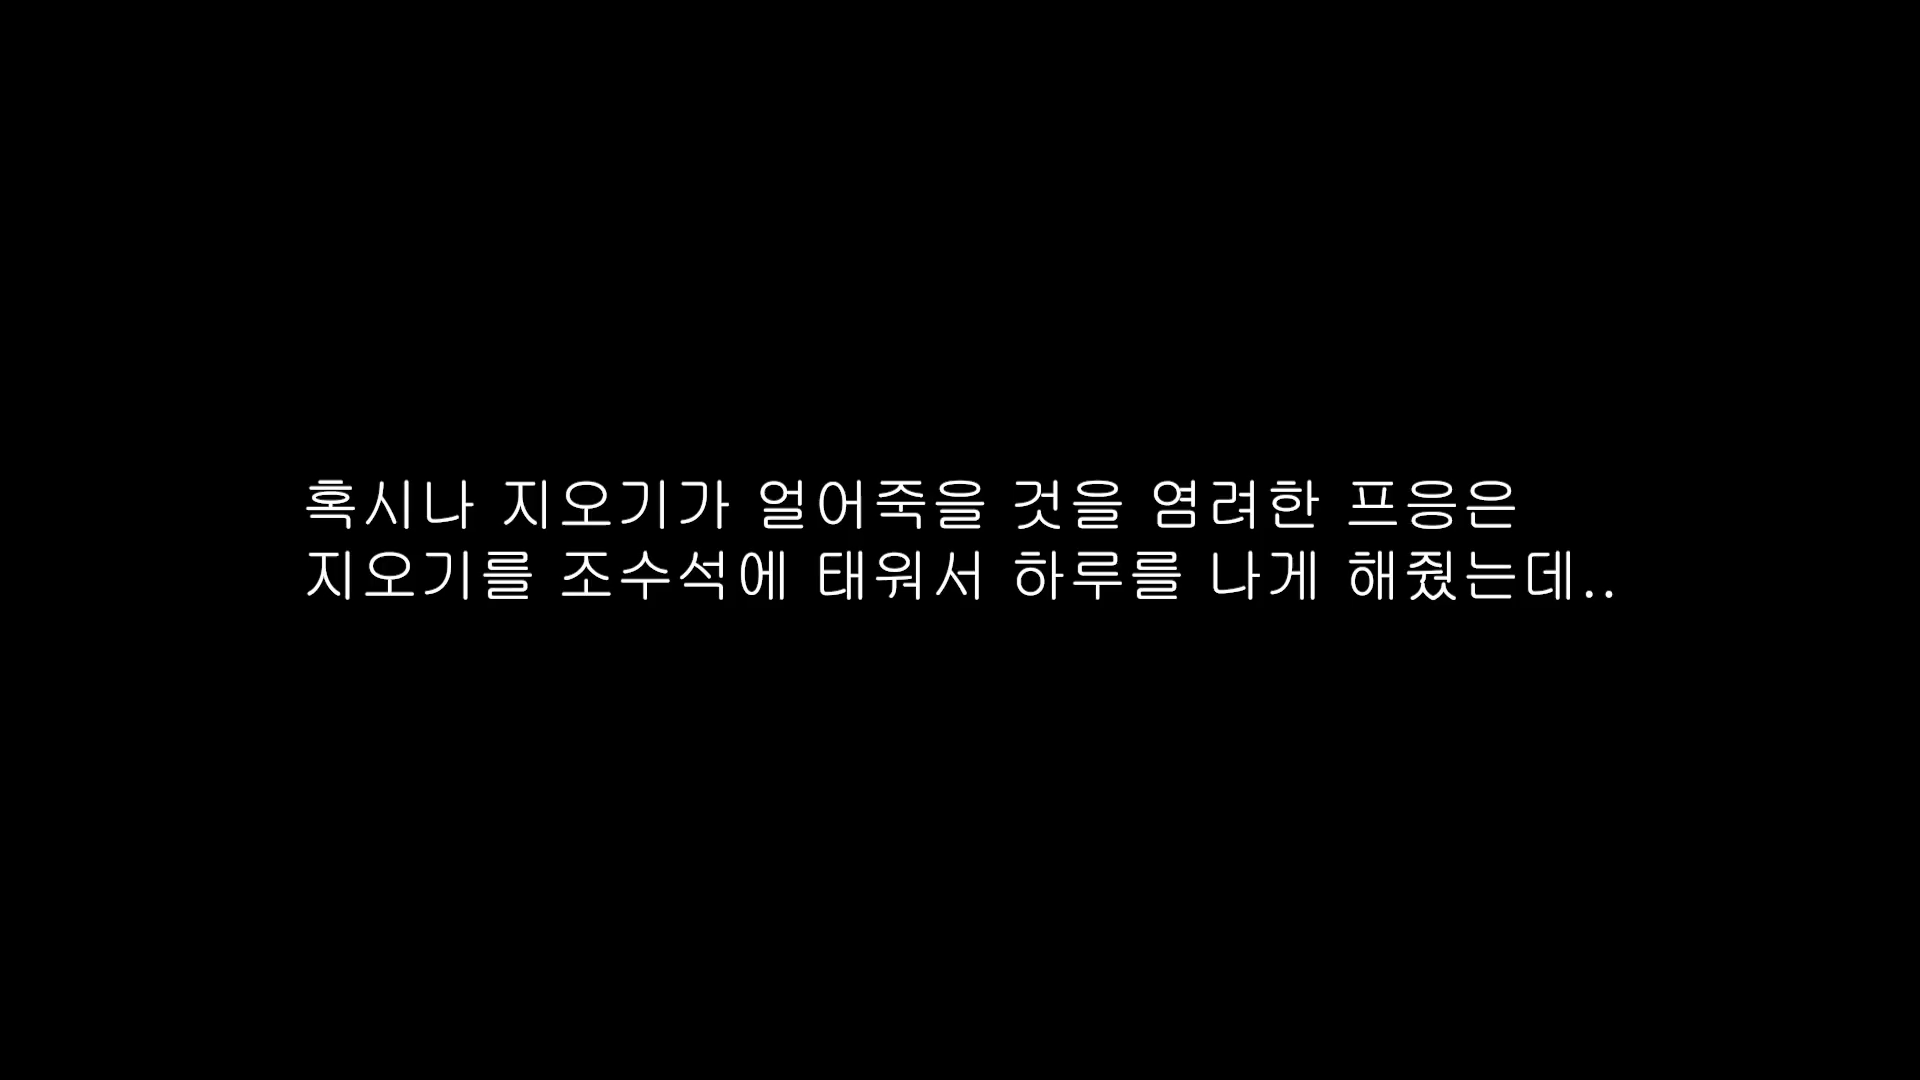 혹시나 지오기가 얼어죽을 것을 염려한 프응은
지오기를 조수석에 태워서 하루를 나게 해줬는데..